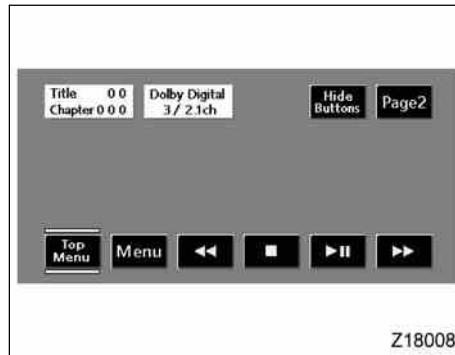 Title 0 0
Chapter 0 0 0
Dolby Digital
3 / 2.1ch
Hide
Buttons
Page2
Top
Menu
Menu
Z18008